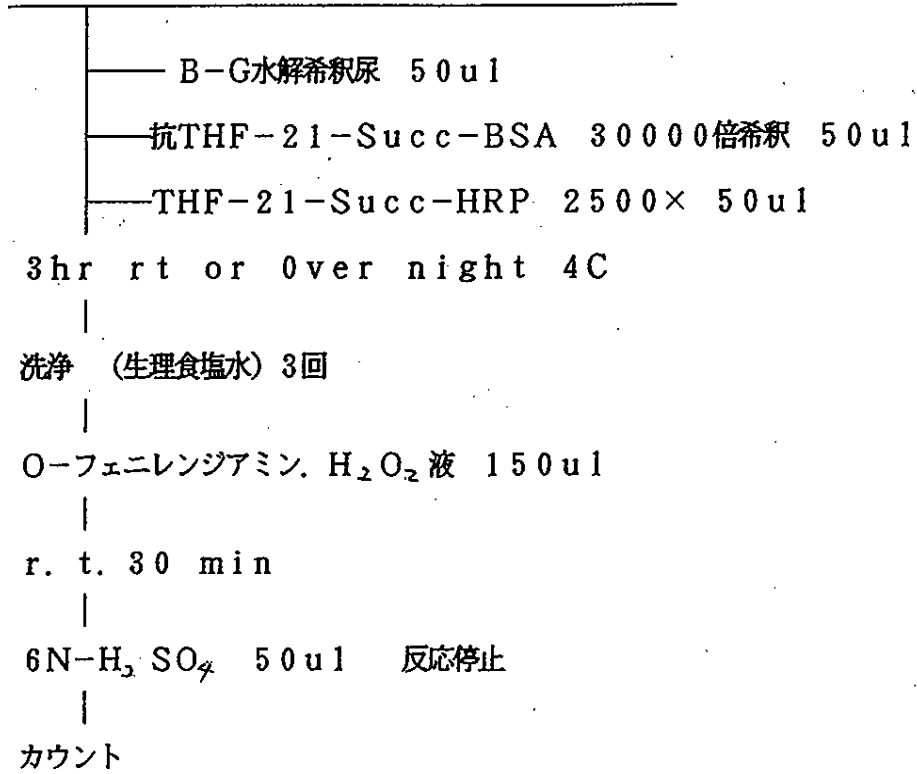 B-G水解希釈尿 50ul
抗THF-21-Succ-BSA 30000倍希釈 50ul
THF-21-Succ-HRP 2500× 50ul
3hr rt or 0ver night 4C
洗浄 (生理食塩水) 3回
O-フェニレンジアミン. H₂O₂液 150ul
r. t. 30 min
6N-H₂SO₄ 50ul 反応停止
カウント